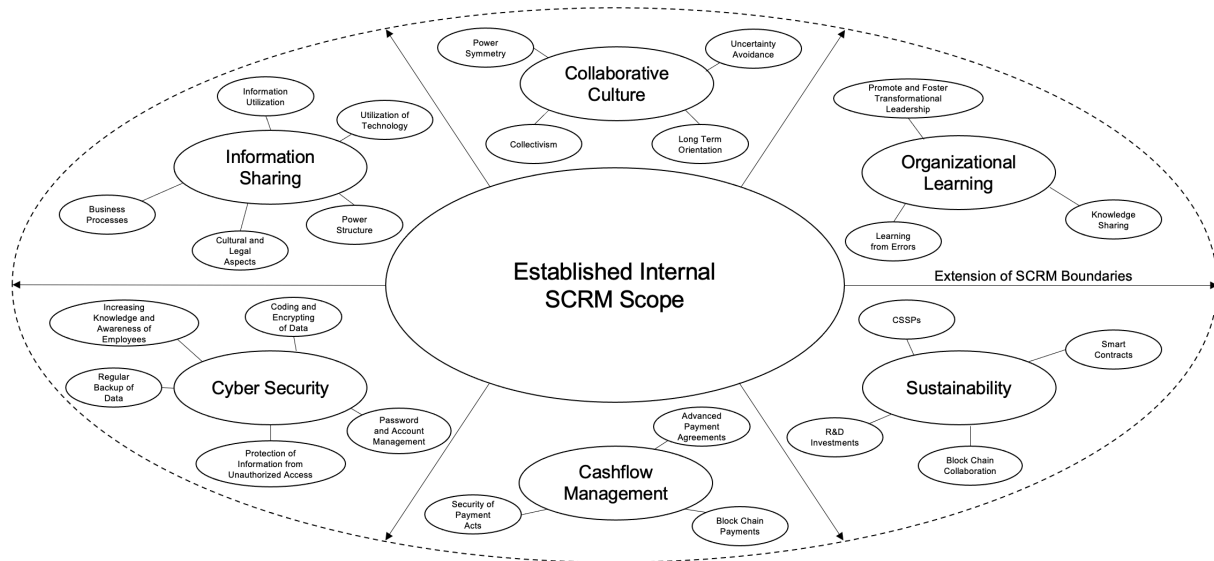 Power
Symmetry
Uncertainty
Avoidance
Collaborative
Culture
Collectivism
Long Term
Orientation
Information
Utilization
Utilization of
Technology
Information
Sharing
Business
Processes
Cultural and
Legal
Aspects
Power
Structure
Promote and Foster
Transformational
Leadership
Organizational
Learning
Learning
from Errors
Knowledge
Sharing
Established Internal
SCRM Scope
Extension of SCRM Boundaries
Increasing
Knowledge and
Awareness of
Employees
Coding and
Encrypting
of Data
Regular
Backup of
Data
Cyber Security
Password
and Account
Management
Protection of
Information from
Unauthorized Access
Advanced
Payment
Agreements
Cashflow
Management
Security of
Payment
Acts
Block Chain
Payments
CSSPs
Smart
Contracts
Sustainability
R&D
Investments
Block Chain
Collaboration